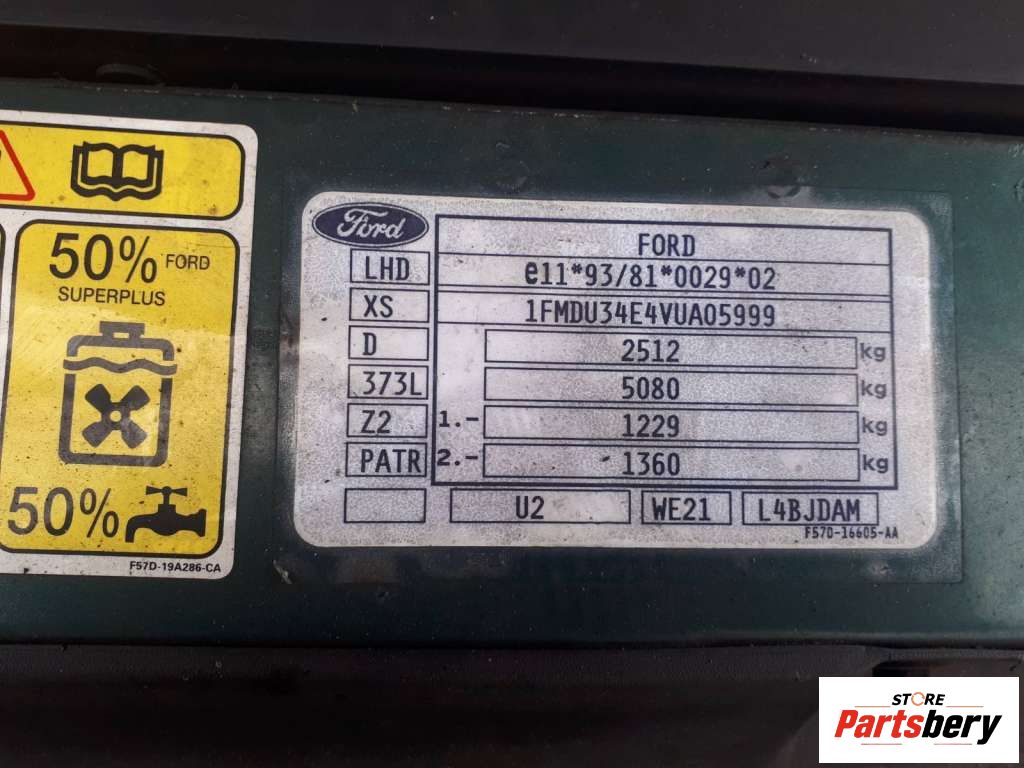 50% FORD
SUPERPLUS
50%
F57D-19A286-CA
Ford
FORD
LHD
e11*93/81*0029*02
XS
1FMDU34E4VUA05999
D
2512 kg
373L
5080 kg
Z2
1.- 1229 kg
PATR
2.- 1360 kg
U2
WE21
L4BJDAM
F57D-16605-AA
STORE
Partsbery